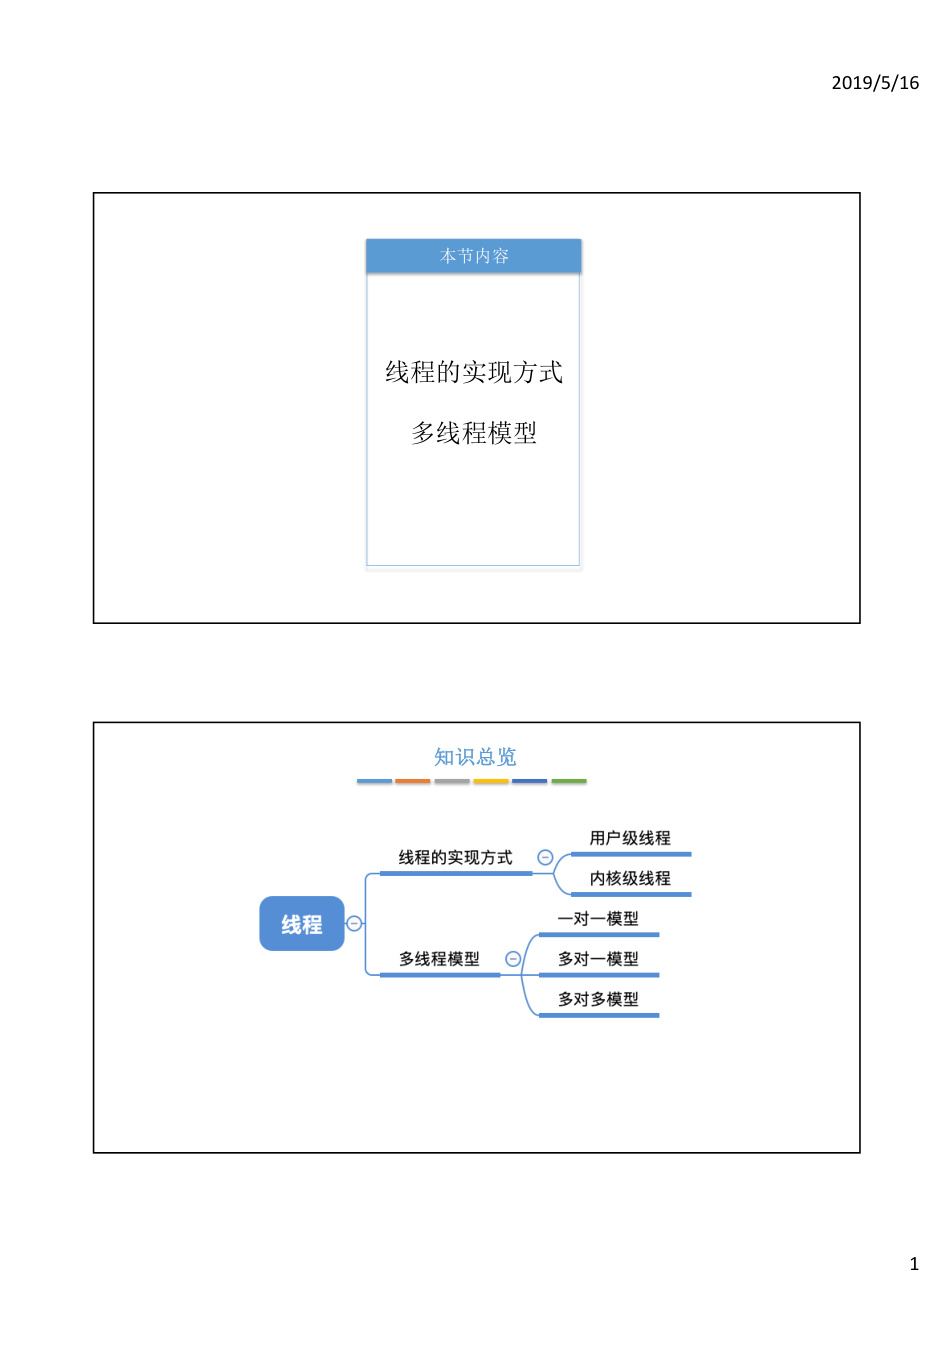 2019/5/16
本节内容
线程的实现方式
多线程模型
知识总览
线程
线程的实现方式
用户级线程
内核级线程
多线程模型
一对一模型
多对一模型
多对多模型
1